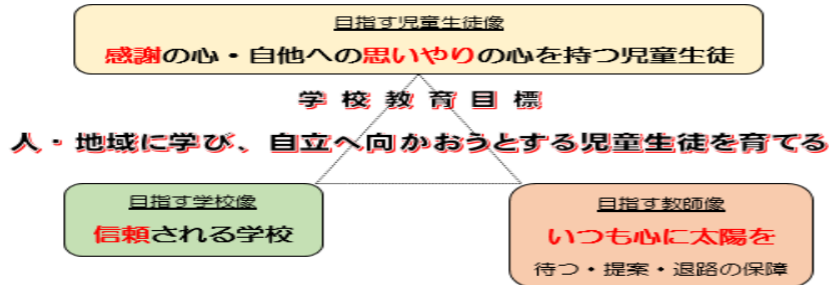 目指す児童生徒像
感謝の心・自他への思いやりの心を持つ児童生徒
学校教育目標
人・地域に学び、自立へ向かおうとする児童生徒を育てる
目指す学校像
信頼される学校
目指す教師像
いつも心に太陽を
待つ・提案・退路の保障